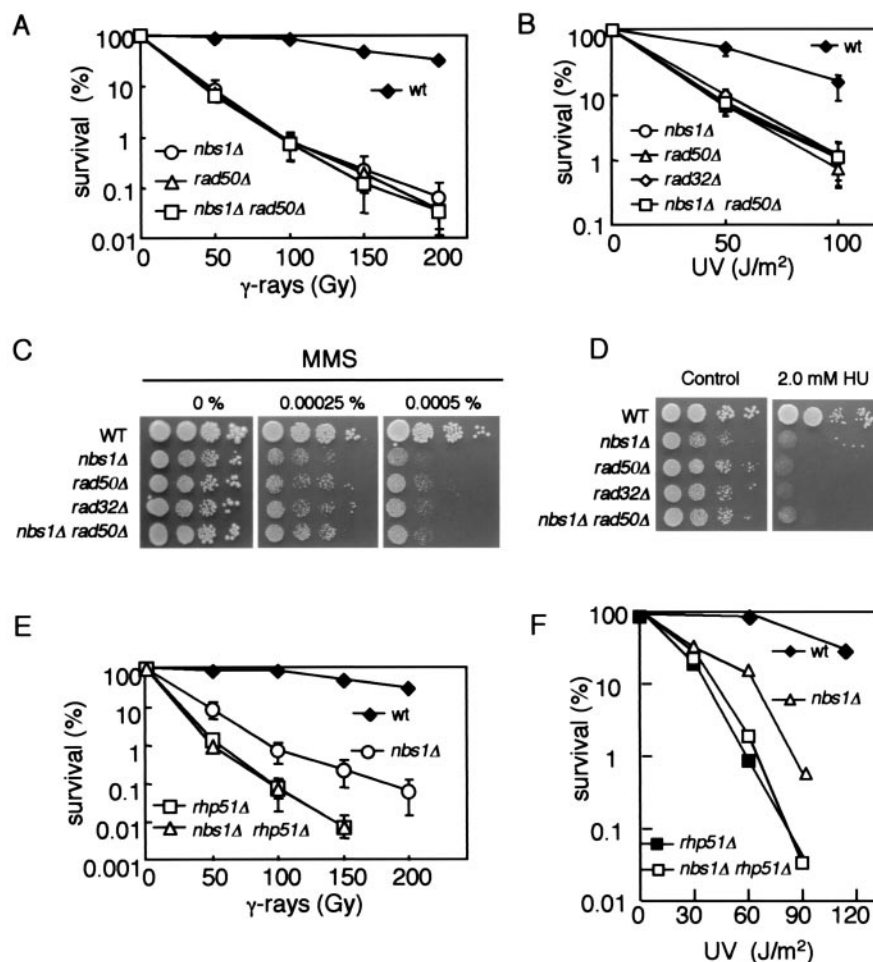 A
survival (%)
100
10
1
0.1
0.01
wt
nbs1Δ
rad50Δ
nbs1Δ rad50Δ
0 50 100 150 200
γ-rays (Gy)
B
survival (%)
100
10
1
0.1
wt
nbs1Δ
rad50Δ
rad32Δ
nbs1Δ rad50Δ
0 50 100
UV (J/m²)
C
MMS
0 % 0.00025 % 0.0005 %
WT
nbs1Δ
rad50Δ
rad32Δ
nbs1Δ rad50Δ
D
Control 2.0 mM HU
WT
nbs1Δ
rad50Δ
rad32Δ
nbs1Δ rad50Δ
E
survival (%)
100
10
1
0.1
0.01
0.001
wt
nbs1Δ
rhp51Δ
nbs1Δ rhp51Δ
0 50 100 150 200
γ-rays (Gy)
F
survival (%)
100
10
1
0.1
0.01
wt
nbs1Δ
rhp51Δ
nbs1Δ rhp51Δ
0 30 60 90 120
UV (J/m²)